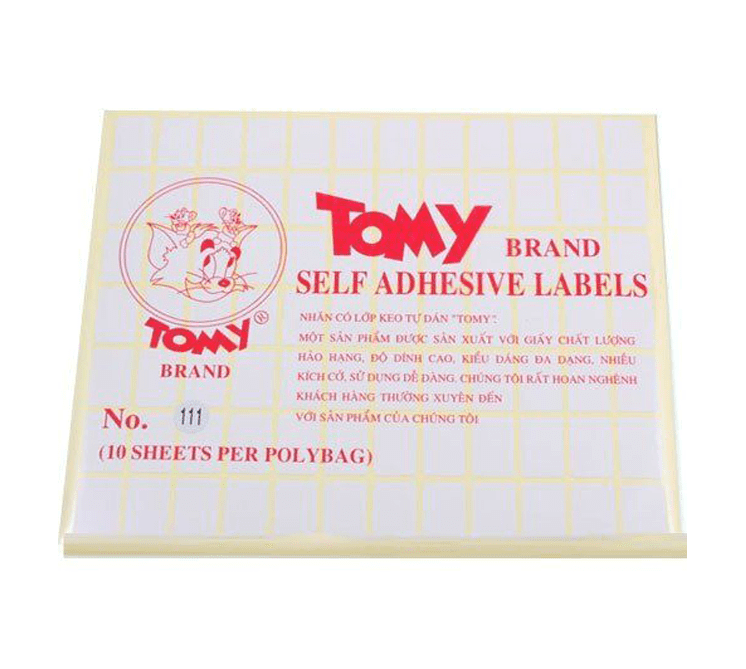 TOMY BRAND
SELF ADHESIVE LABELS
NHÃN CÓ LỚP KEO TỰ DÁN "TOMY".
MỘT SẢN PHẨM ĐƯỢC SẢN XUẤT VỚI GIẤY CHẤT LƯỢNG
HẢO HẠNG, ĐỘ DÍNH CAO, KIỂU DÁNG ĐA DẠNG, NHIỀU
KÍCH CỠ, SỬ DỤNG DỄ DÀNG. CHÚNG TÔI RẤT HOAN NGHÊNH
KHÁCH HÀNG THƯỜNG XUYÊN ĐẾN
VỚI SẢN PHẨM CỦA CHÚNG TÔI
TOMY ®
BRAND
No. 111
(10 SHEETS PER POLYBAG)